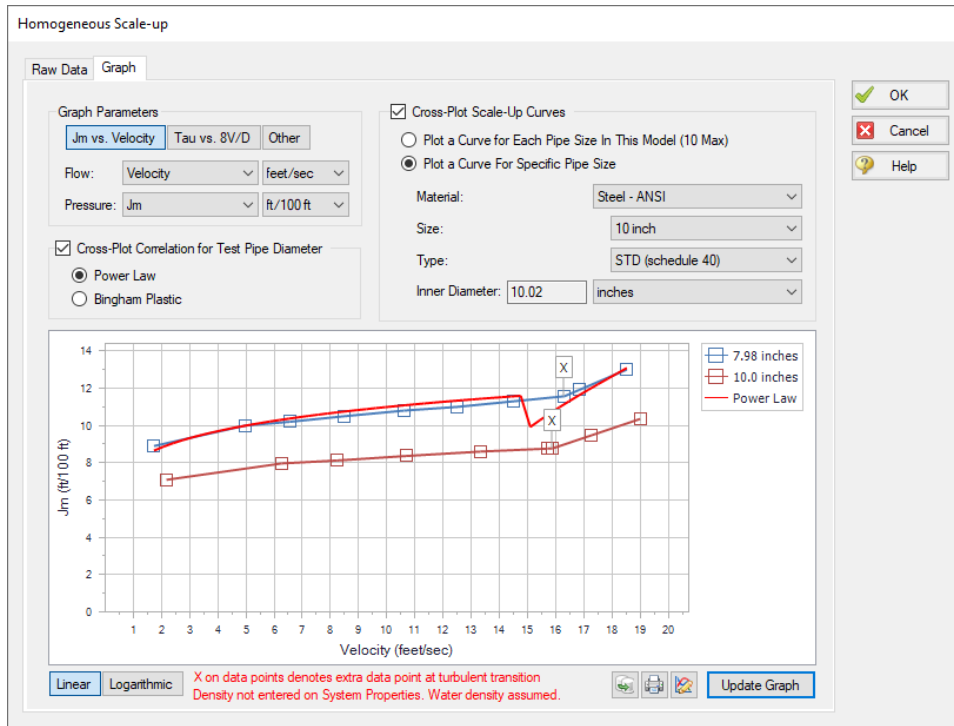 Homogeneous Scale-up
Raw Data Graph
Graph Parameters
Jm vs. Velocity Tau vs. 8V/D Other
Flow: Velocity feet/sec
Pressure: Jm ft/100 ft
Cross-Plot Correlation for Test Pipe Diameter
Power Law
Bingham Plastic
Cross-Plot Scale-Up Curves
Plot a Curve for Each Pipe Size In This Model (10 Max)
Plot a Curve For Specific Pipe Size
Material: Steel - ANSI
Size: 10 inch
Type: STD (schedule 40)
Inner Diameter: 10.02 inches
OK
Cancel
Help
14
12
10
8
6
4
2
0
Jm (ft/100 ft)
X
X
1 2 3 4 5 6 7 8 9 10 11 12 13 14 15 16 17 18 19 20
Velocity (feet/sec)
7.98 inches
10.0 inches
Power Law
Linear Logarithmic
X on data points denotes extra data point at turbulent transition
Density not entered on System Properties. Water density assumed.
Update Graph